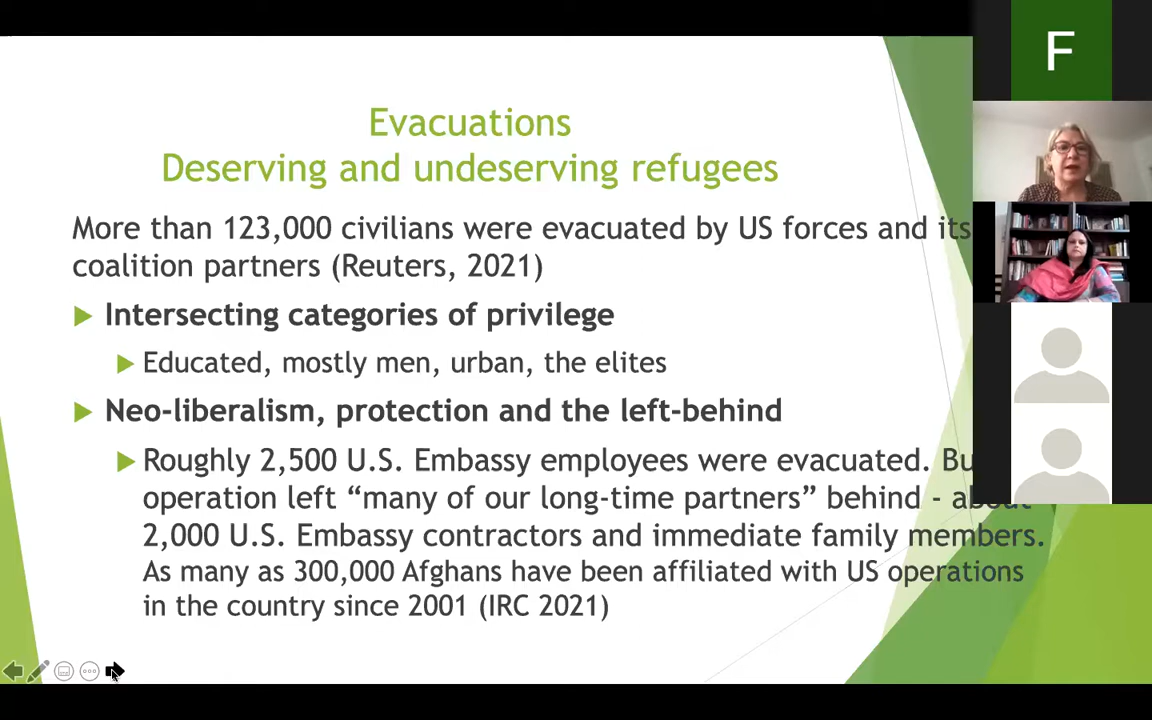 Evacuations
Deserving and undeserving refugees
More than 123,000 civilians were evacuated by US forces and its
coalition partners (Reuters, 2021)
Intersecting categories of privilege
Educated, mostly men, urban, the elites
Neo-liberalism, protection and the left-behind
Roughly 2,500 U.S. Embassy employees were evacuated.
operation left “many of our long-time partners” behind - about
2,000 U.S. Embassy contractors and immediate family members.
As many as 300,000 Afghans have been affiliated with US operations
in the country since 2001 (IRC 2021)
F